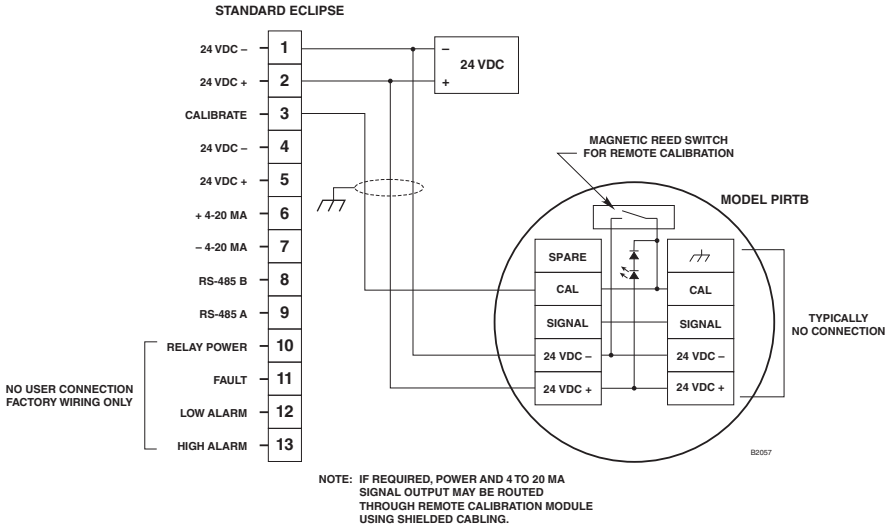 STANDARD ECLIPSE
24 VDC – 1
24 VDC + 2
CALIBRATE 3
24 VDC – 4
24 VDC + 5
+ 4-20 MA 6
– 4-20 MA 7
RS-485 B 8
RS-485 A 9
RELAY POWER 10
FAULT 11
LOW ALARM 12
HIGH ALARM 13
NO USER CONNECTION
FACTORY WIRING ONLY
–
24 VDC
+
MAGNETIC REED SWITCH
FOR REMOTE CALIBRATION
MODEL PIRTB
SPARE
CAL CAL
SIGNAL SIGNAL
24 VDC – 24 VDC –
24 VDC + 24 VDC +
TYPICALLY
NO CONNECTION
B2057
NOTE: IF REQUIRED, POWER AND 4 TO 20 MA
SIGNAL OUTPUT MAY BE ROUTED
THROUGH REMOTE CALIBRATION MODULE
USING SHIELDED CABLING.